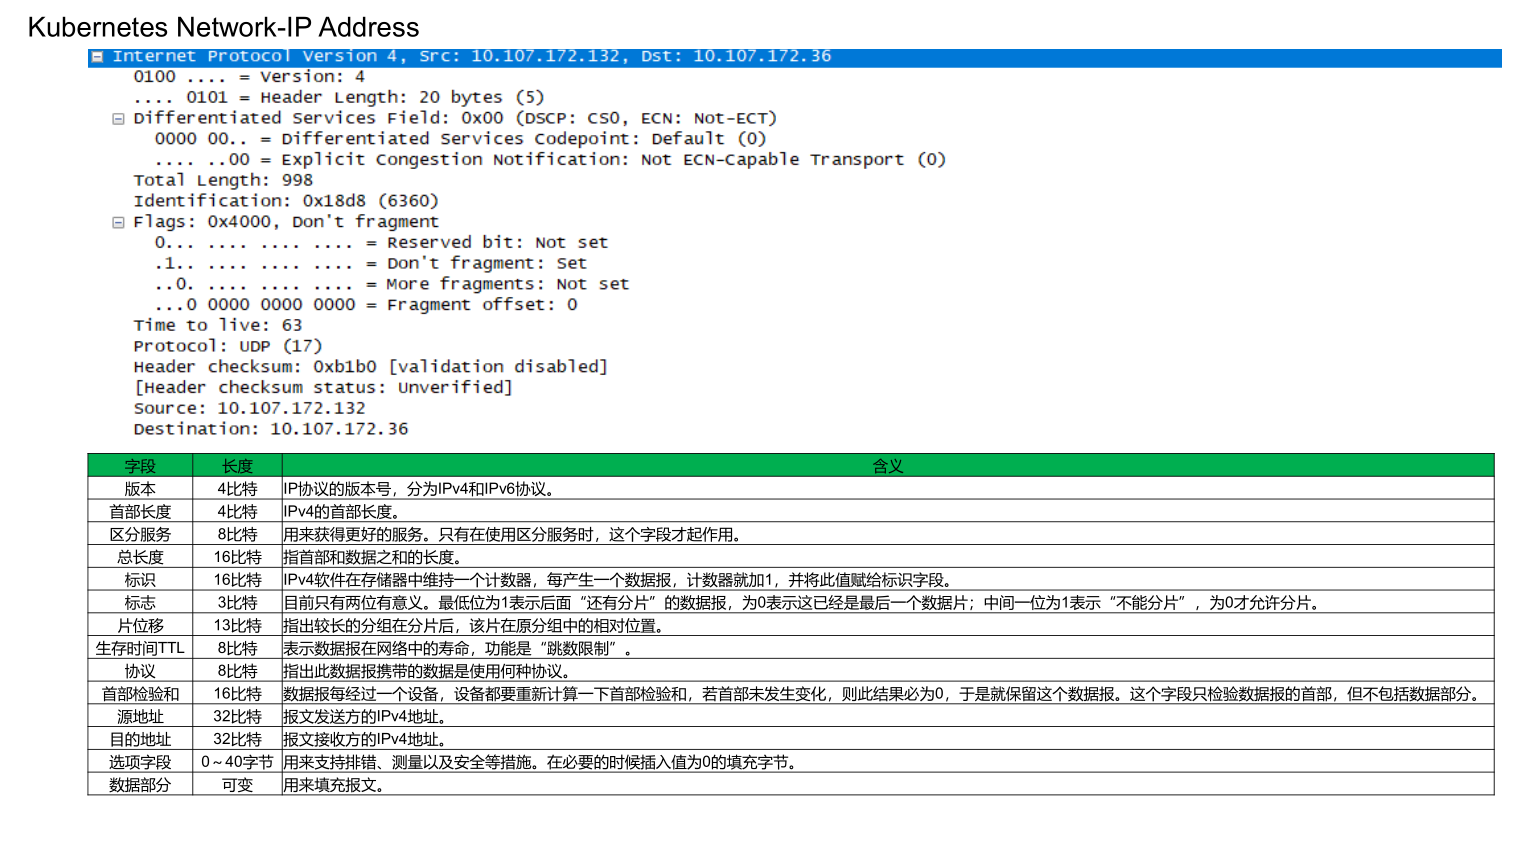 Kubernetes Network-IP Address
Internet Protocol Version 4, Src: 10.107.172.132, Dst: 10.107.172.36
0100 .... = Version: 4
.... 0101 = Header Length: 20 bytes (5)
Differentiated Services Field: 0x00 (DSCP: CS0, ECN: Not-ECT)
0000 00.. = Differentiated Services Codepoint: Default (0)
.... ..00 = Explicit Congestion Notification: Not ECN-Capable Transport (0)
Total Length: 998
Identification: 0x18d8 (6360)
Flags: 0x4000, Don't fragment
0... .... .... .... = Reserved bit: Not set
.1.. .... .... .... = Don't fragment: Set
..0. .... .... .... = More fragments: Not set
...0 0000 0000 0000 = Fragment offset: 0
Time to live: 63
Protocol: UDP (17)
Header checksum: 0xb1b0 [validation disabled]
[Header checksum status: Unverified]
Source: 10.107.172.132
Destination: 10.107.172.36
字段 长度 含义
版本 4比特 IP协议的版本号，分为IPv4和IPv6协议。
首部长度 4比特 IPv4的首部长度。
区分服务 8比特 用来获得更好的服务。只有在使用区分服务时，这个字段才起作用。
总长度 16比特 指首部和数据之和的长度。
标识 16比特 IPv4软件在存储器中维持一个计数器，每产生一个数据报，计数器就加1，并将此值赋给标识字段。
标志 3比特 目前只有两位有意义。最低位为1表示后面“还有分片”的数据报，为0表示这已经是最后一个数据片；中间一位为1表示“不能分片”，为0才允许分片。
片位移 13比特 指出较长的分组在分片后，该片在原分组中的相对位置。
生存时间TTL 8比特 表示数据报在网络中的寿命，功能是“跳数限制”。
协议 8比特 指出此数据报携带的数据是使用何种协议。
首部检验和 16比特 数据报每经过一个设备，设备都要重新计算一下首部检验和，若首部未发生变化，则此结果必为0，于是就保留这个数据报。这个字段只检验数据报的首部，但不包括数据部分。
源地址 32比特 报文发送方的IPv4地址。
目的地址 32比特 报文接收方的IPv4地址。
选项字段 0～40字节 用来支持排错、测量以及安全等措施。在必要的时候插入值为0的填充字节。
数据部分 可变 用来填充报文。